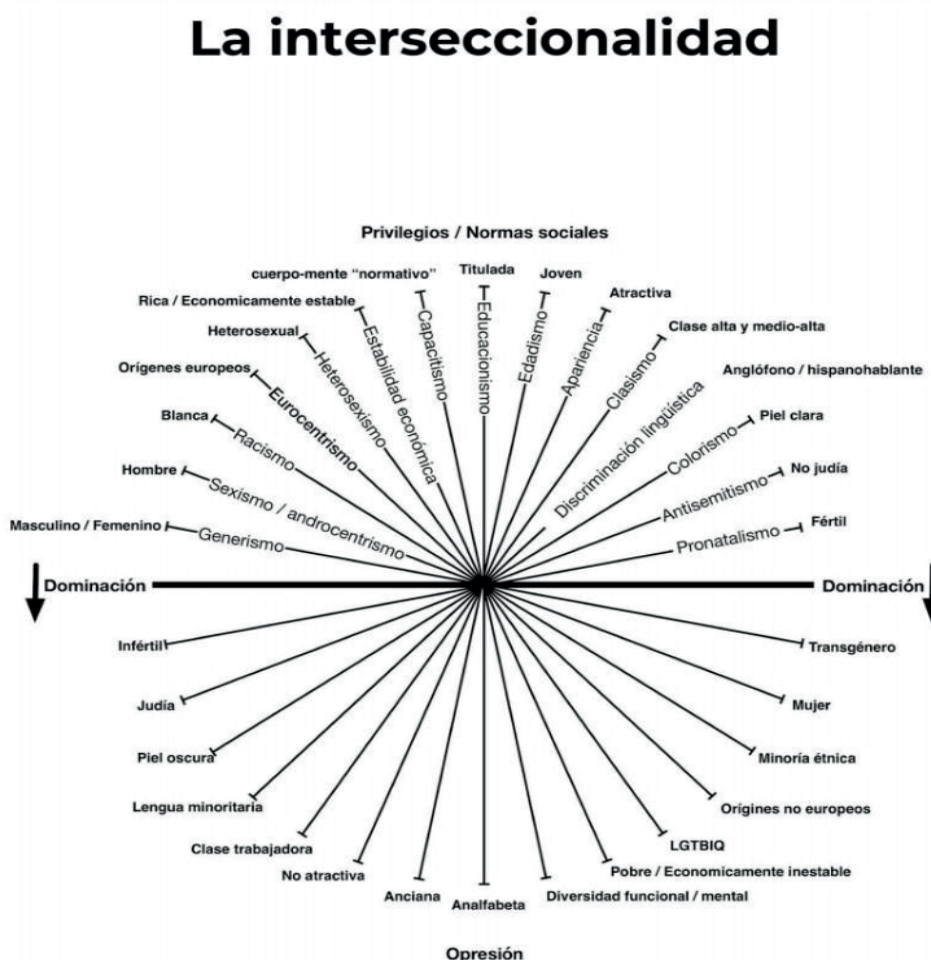 La interseccionalidad
Privilegios / Normas sociales
Titulada
cuerpo-mente “normativo”
Joven
Rica / Economicamente estable
Atractiva
Heterosexual
Clase alta y medio-alta
Orígenes europeos
Anglófono / hispanohablante
Blanca
Piel clara
Hombre
No judía
Masculino / Femenino
Fértil
Generismo
Sexismo / androcentrismo
Racismo
Eurocentrismo
Heterosexismo
Estabilidad económica
Capacitismo
Educacionismo
Edadismo
Apariencia
Clasismo
Discriminación lingüística
Colorismo
Antisemitismo
Pronatalismo
Dominación
Dominación
Infértil
Transgénero
Judía
Mujer
Piel oscura
Minoría étnica
Lengua minoritaria
Orígines no europeos
Clase trabajadora
LGTBIQ
No atractiva
Pobre / Economicamente inestable
Anciana
Diversidad funcional / mental
Analfabeta
Opresión